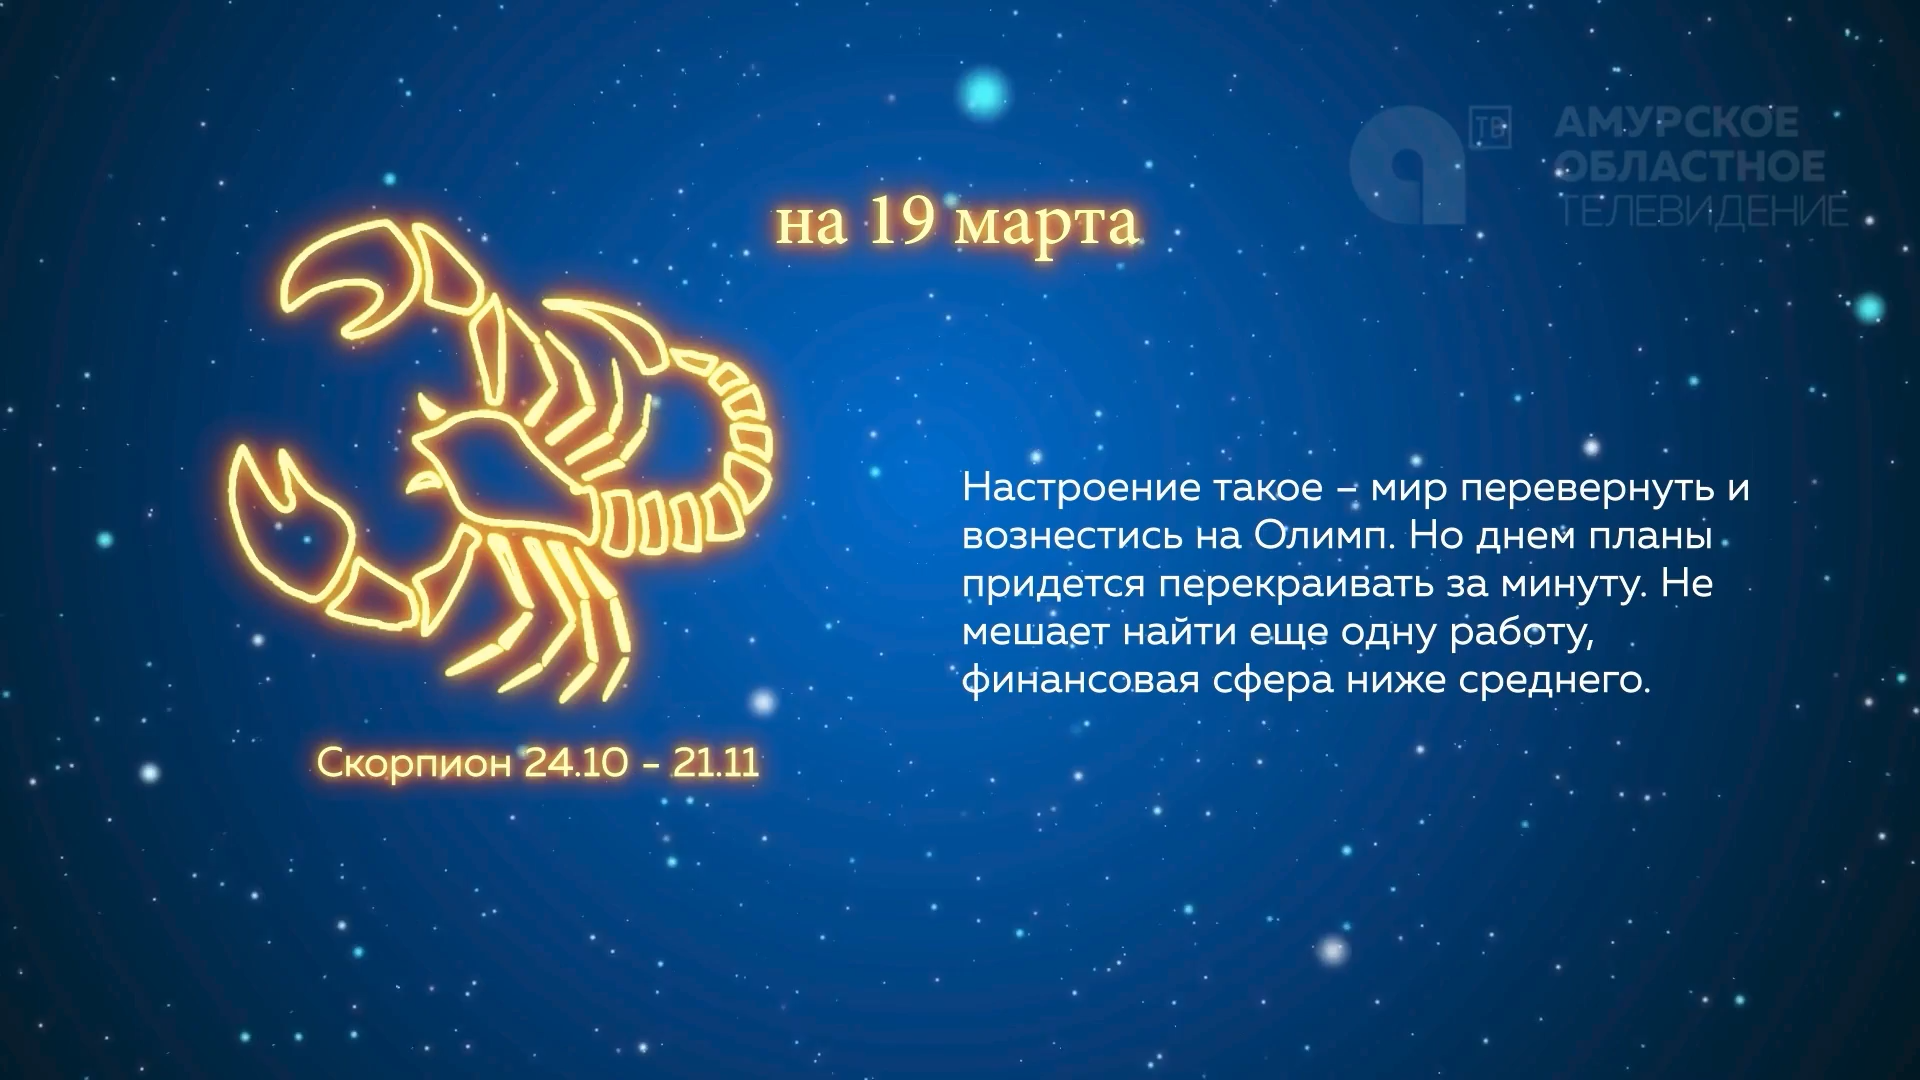 ТВ
АМУРСКОЕ
ОБЛАСТНОЕ
ТЕЛЕВИДЕНИЕ
на 19 марта
Настроение такое – мир перевернуть и
вознестись на Олимп. Но днем планы
придется перекраивать за минуту. Не
мешает найти еще одну работу,
финансовая сфера ниже среднего.
Скорпион 24.10 – 21.11